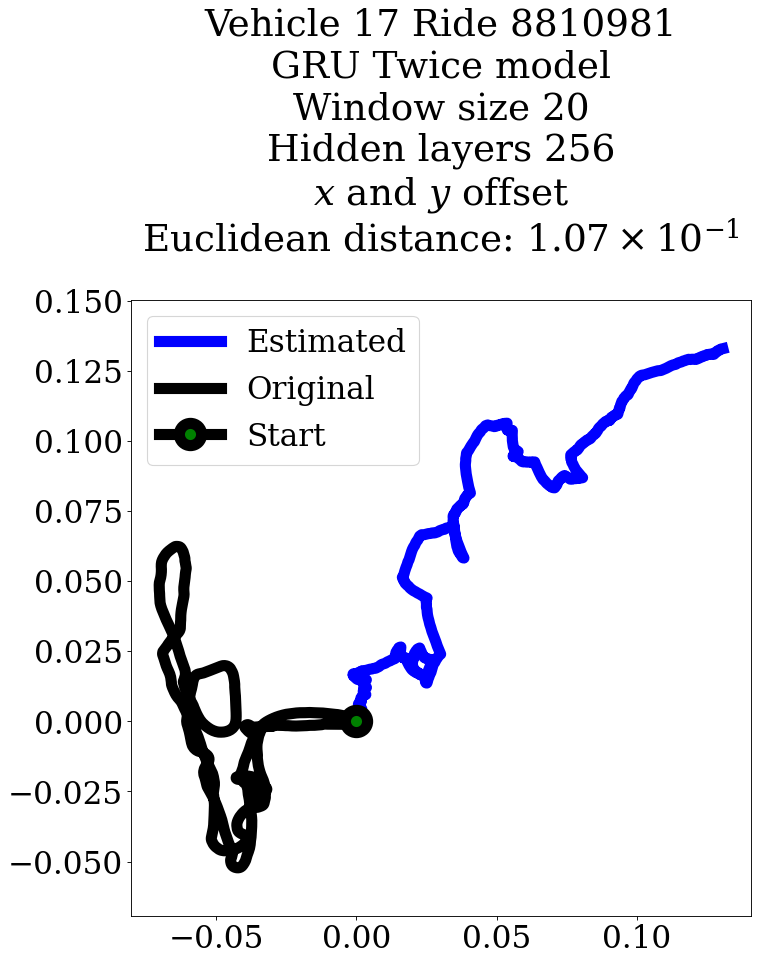 Vehicle 17 Ride 8810981
GRU Twice model
Window size 20
Hidden layers 256
x and y offset
Euclidean distance: 1.07 × 10⁻¹
0.150
0.125
0.100
0.075
0.050
0.025
0.000
−0.025
−0.050
Estimated
Original
Start
−0.05
0.00
0.05
0.10